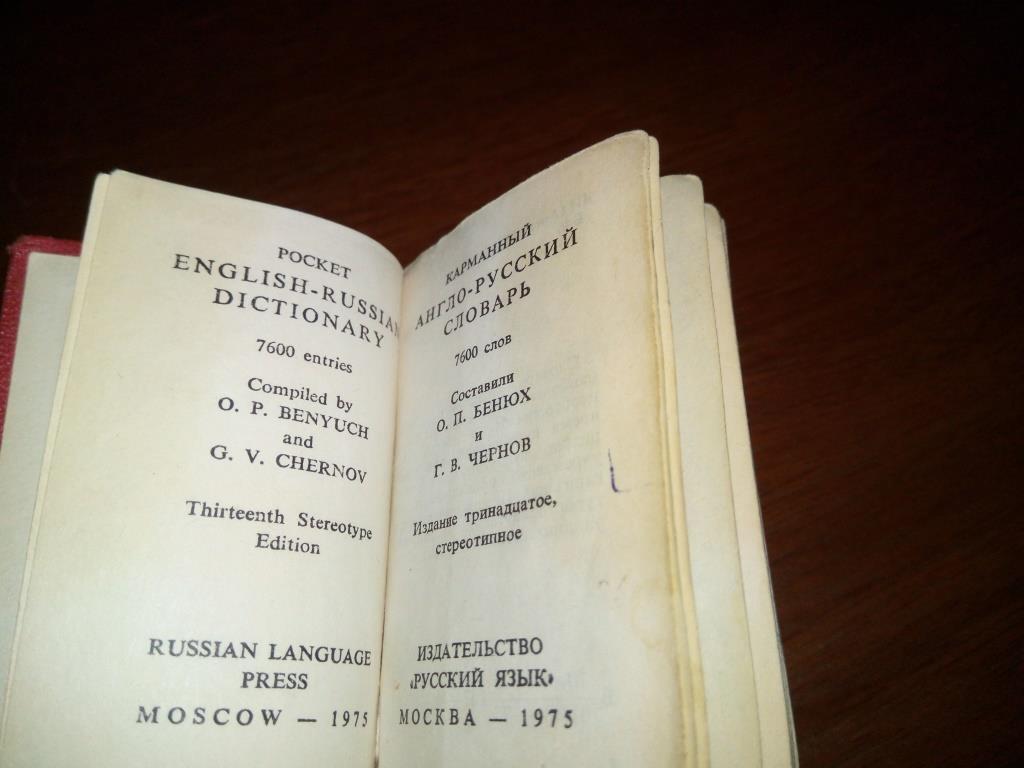 POCKET
ENGLISH-RUSSIAN
DICTIONARY
7600 entries
Compiled by
O. P. BENYUCH
and
G. V. CHERNOV
Thirteenth Stereotype
Edition
RUSSIAN LANGUAGE
PRESS
MOSCOW — 1975
КАРМАННЫЙ
АНГЛО-РУССКИЙ
СЛОВАРЬ
7600 слов
Составили
О. П. БЕНЮХ
и
Г. В. ЧЕРНОВ
Издание тринадцатое,
стереотипное
ИЗДАТЕЛЬСТВО
«РУССКИЙ ЯЗЫК»
МОСКВА — 1975